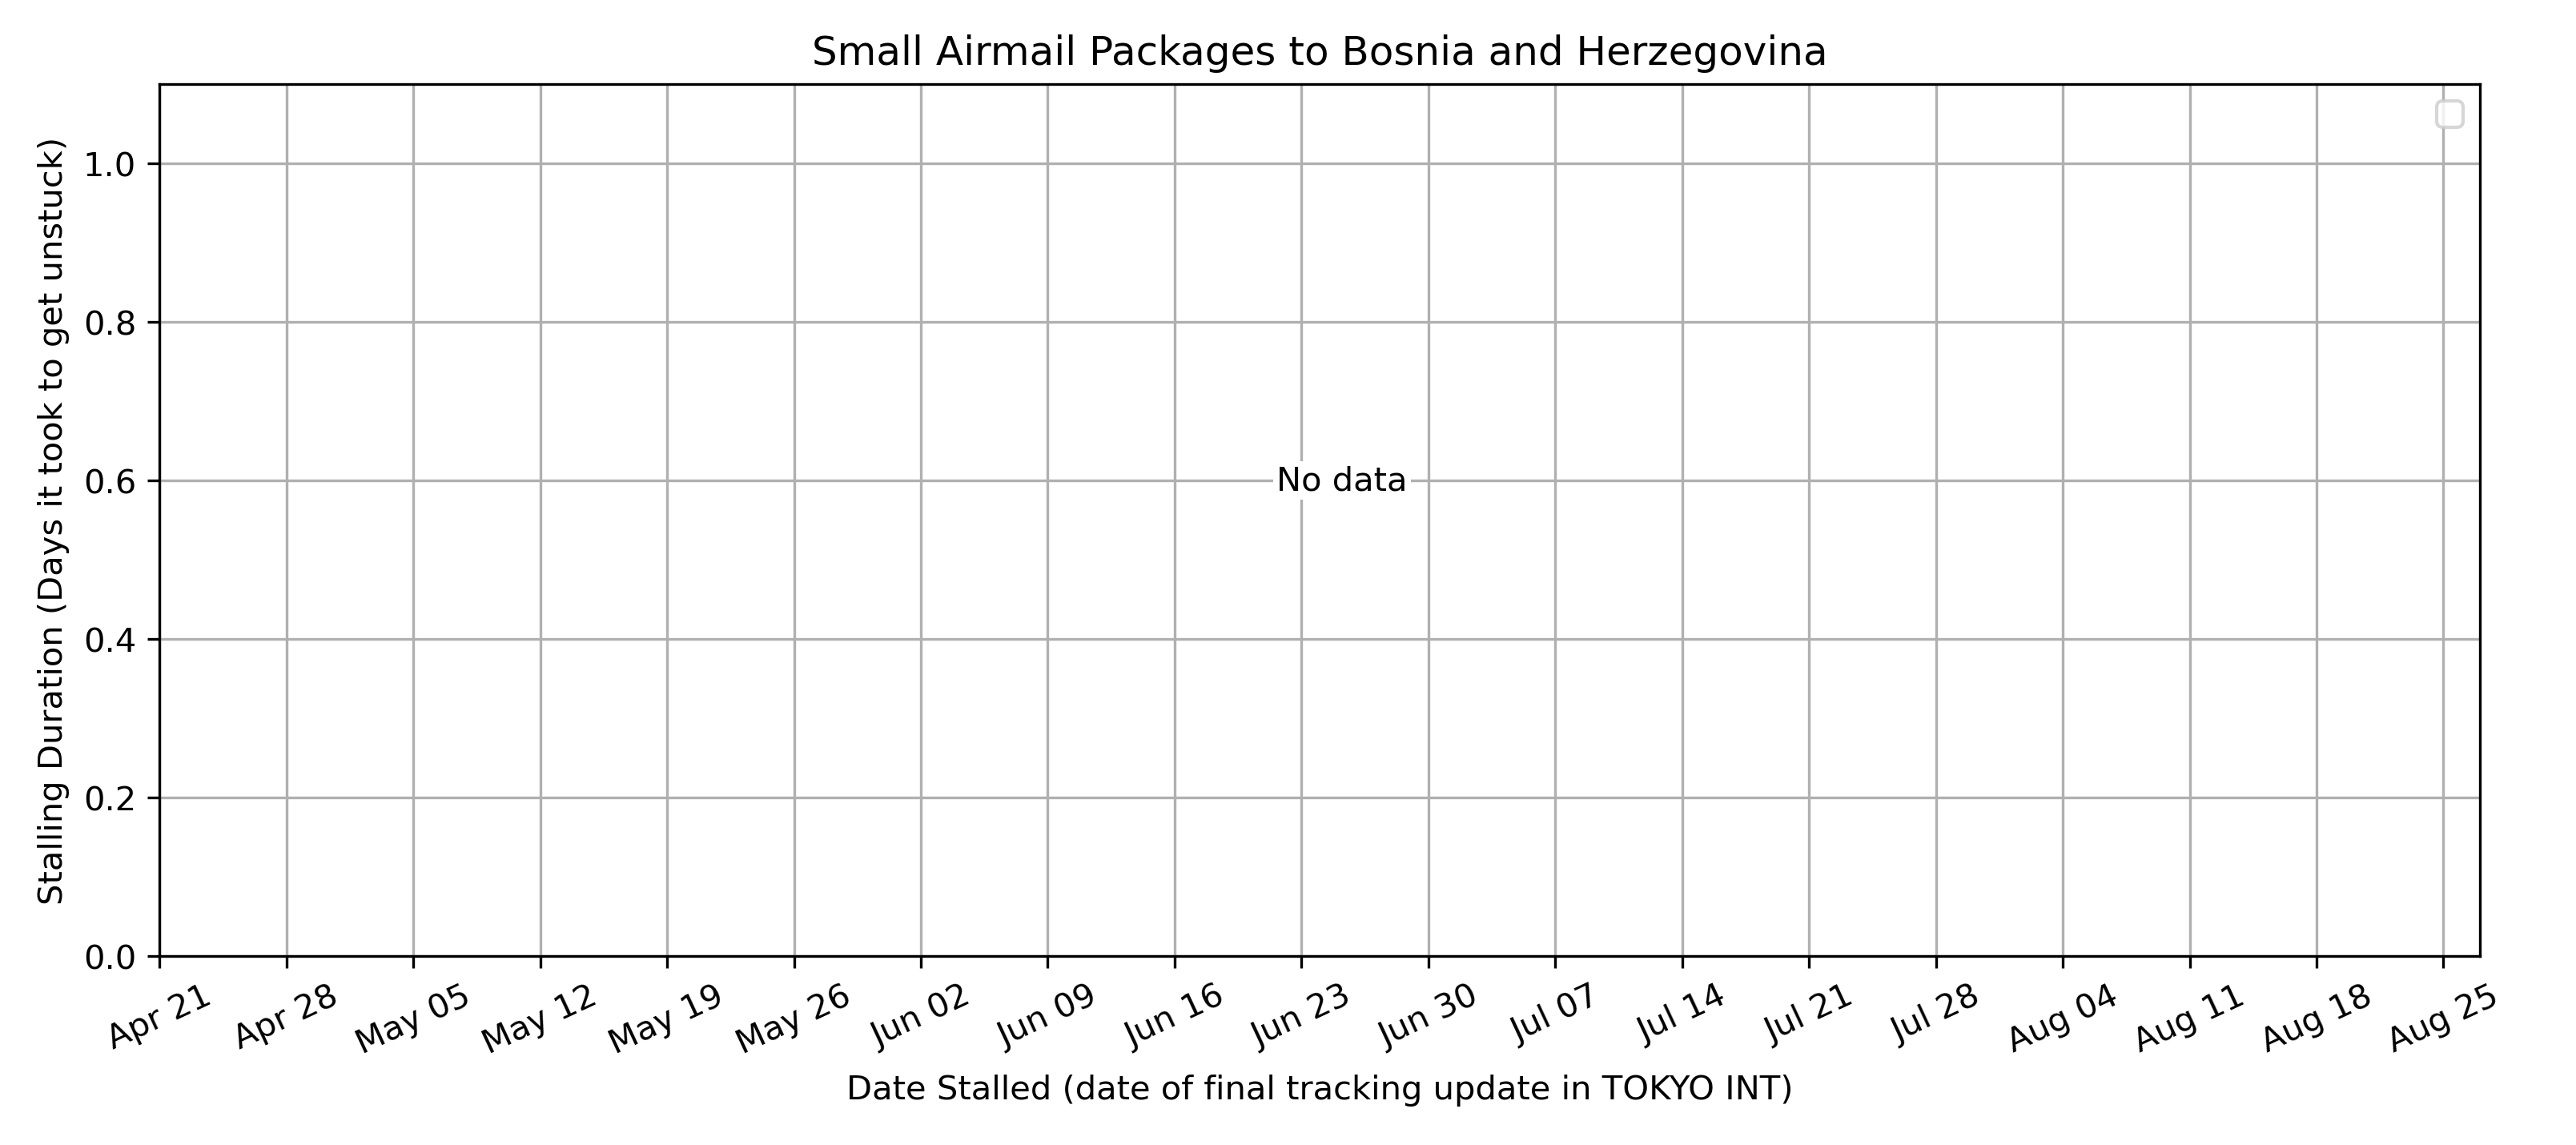 Small Airmail Packages to Bosnia and Herzegovina
Stalling Duration (Days it took to get unstuck)
1.0
0.8
0.6
0.4
0.2
0.0
No data
Apr 21
Apr 28
May 05
May 12
May 19
May 26
Jun 02
Jun 09
Jun 16
Jun 23
Jun 30
Jul 07
Jul 14
Jul 21
Jul 28
Aug 04
Aug 11
Aug 18
Aug 25
Date Stalled (date of final tracking update in TOKYO INT)